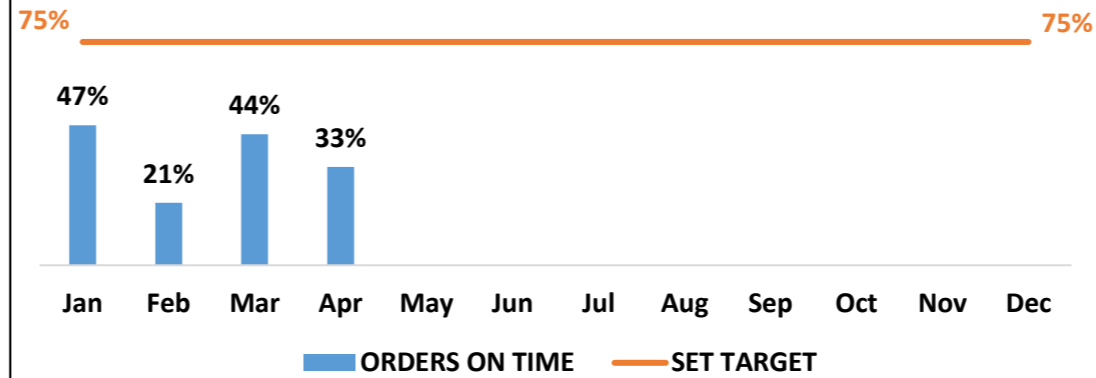 75% 75%
47%
44%
33%
21%
Jan Feb Mar Apr May Jun Jul Aug Sep Oct Nov Dec
ORDERS ON TIME SET TARGET